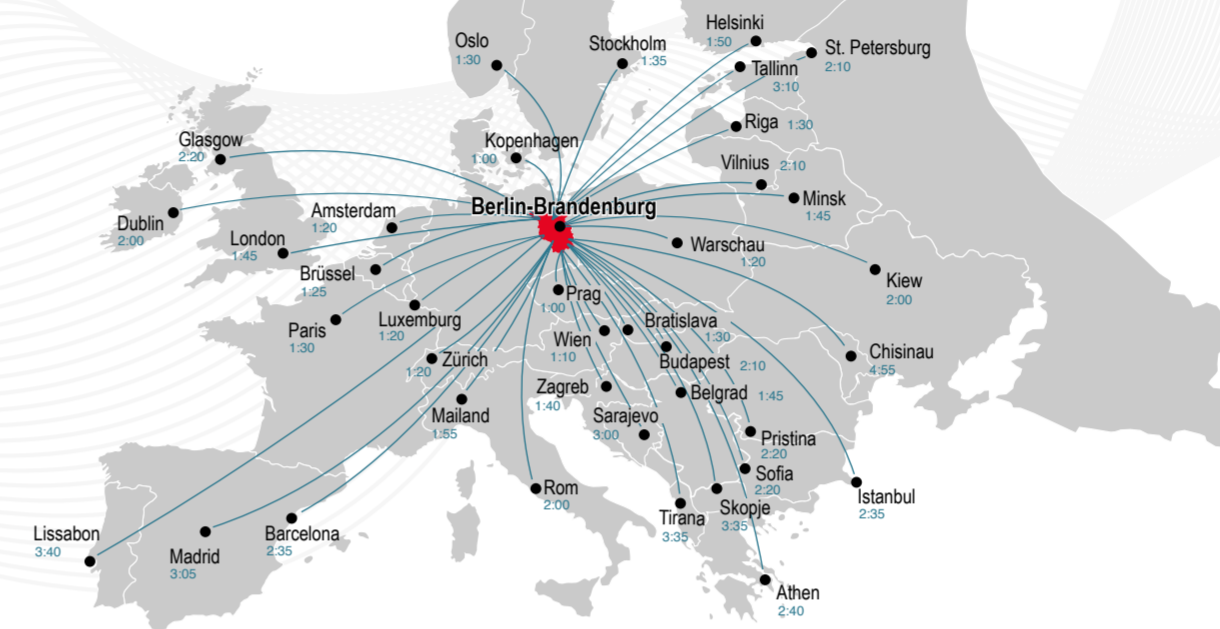 Helsinki
1:50
Oslo
1:30
Stockholm
1:35
St. Petersburg
2:10
Tallinn
3:10
Riga 1:30
Glasgow
2:20
Kopenhagen
1:00
Vilnius 2:10
Minsk
1:45
Berlin-Brandenburg
Amsterdam
1:20
Dublin
2:00
London
1:45
Warschau
1:20
Brüssel
1:25
Kiew
2:00
Prag
1:00
Luxemburg
1:20
Paris
1:30
Bratislava
1:30
Wien
1:10
Budapest 2:10
Chisinau
4:55
Zürich
1:20
Zagreb
1:40
Belgrad 1:45
Mailand
1:55
Sarajevo
3:00
Pristina
2:20
Sofia
2:20
Rom
2:00
Istanbul
2:35
Skopje
3:35
Tirana
3:35
Lissabon
3:40
Barcelona
2:35
Madrid
3:05
Athen
2:40